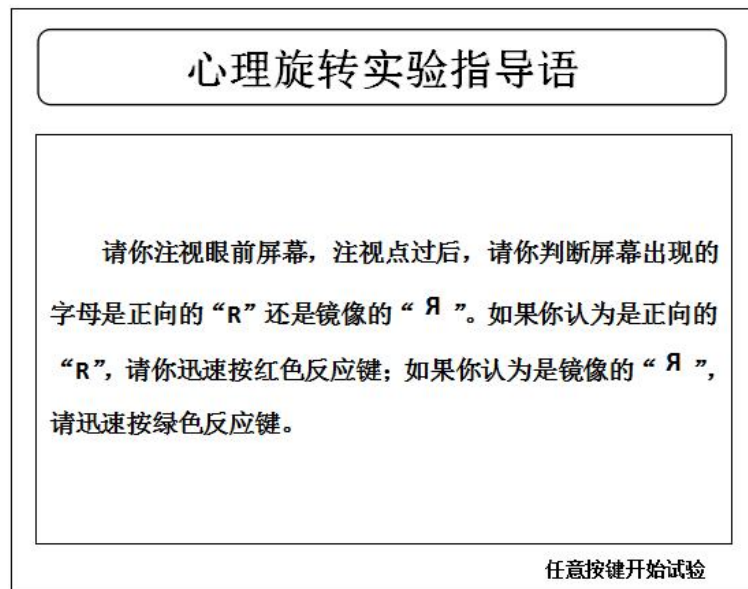 心理旋转实验指导语
请你注视眼前屏幕，注视点过后，请你判断屏幕出现的
字母是正向的“R”还是镜像的“ Я ”。如果你认为是正向的
“R”，请你迅速按红色反应键；如果你认为是镜像的“ Я ”，
请迅速按绿色反应键。
任意按键开始试验